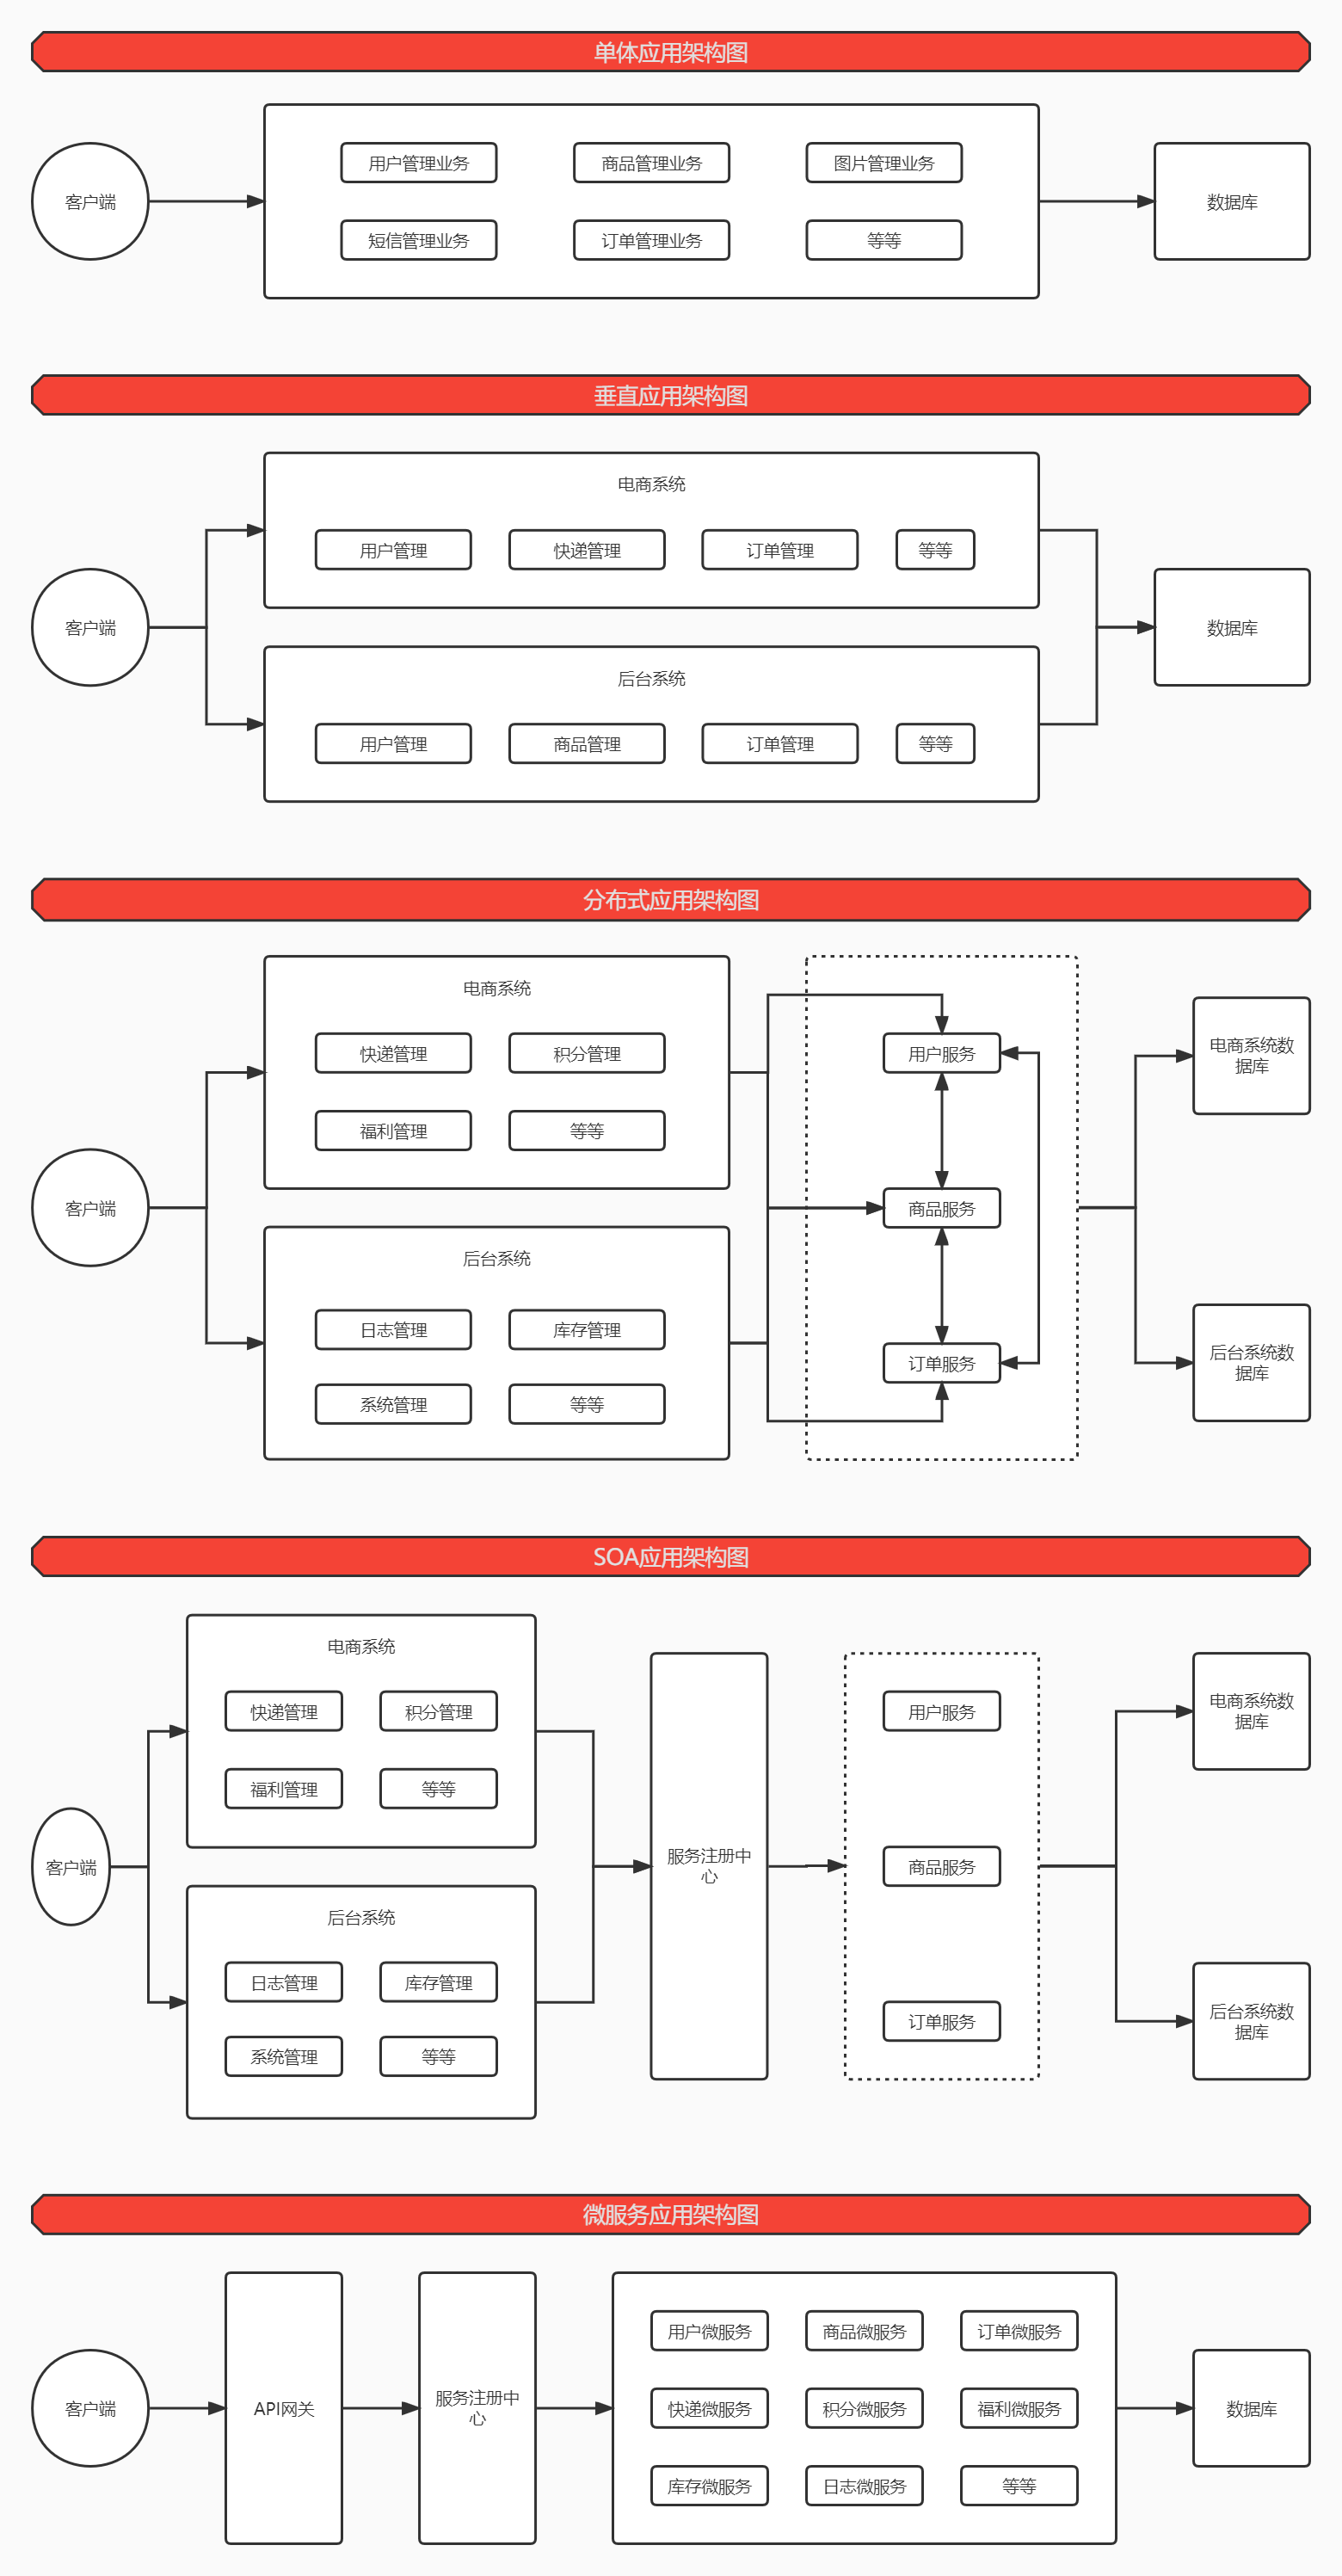 单体应用架构图
客户端
用户管理业务
商品管理业务
图片管理业务
短信管理业务
订单管理业务
等等
数据库
垂直应用架构图
客户端
电商系统
用户管理
快递管理
订单管理
等等
后台系统
用户管理
商品管理
订单管理
等等
数据库
分布式应用架构图
客户端
电商系统
快递管理
积分管理
福利管理
等等
后台系统
日志管理
库存管理
系统管理
等等
用户服务
商品服务
订单服务
电商系统数
据库
后台系统数
据库
SOA应用架构图
客户端
电商系统
快递管理
积分管理
福利管理
等等
后台系统
日志管理
库存管理
系统管理
等等
服务注册中
心
用户服务
商品服务
订单服务
电商系统数
据库
后台系统数
据库
微服务应用架构图
客户端
API网关
服务注册中
心
用户微服务
商品微服务
订单微服务
快递微服务
积分微服务
福利微服务
库存微服务
日志微服务
等等
数据库